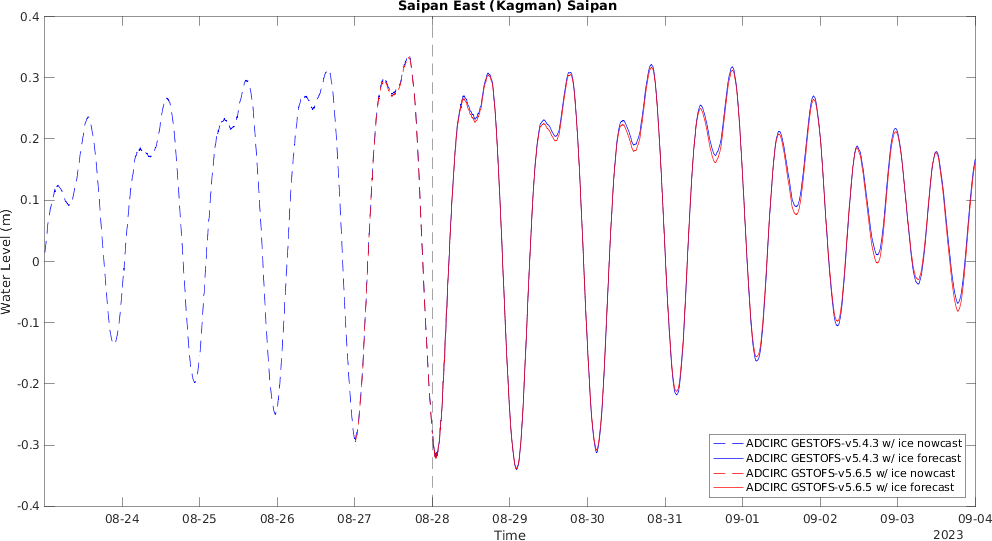 Saipan East (Kagman) Saipan
0.4
0.3
0.2
0.1
0
-0.1
-0.2
-0.3
-0.4
Water Level (m)
ADCIRC GESTOFS-v5.4.3 w/ ice nowcast
ADCIRC GESTOFS-v5.4.3 w/ ice forecast
ADCIRC GSTOFS-v5.6.5 w/ ice nowcast
ADCIRC GSTOFS-v5.6.5 w/ ice forecast
08-24 08-25 08-26 08-27 08-28 08-29 08-30 08-31 09-01 09-02 09-03 09-04
Time
2023